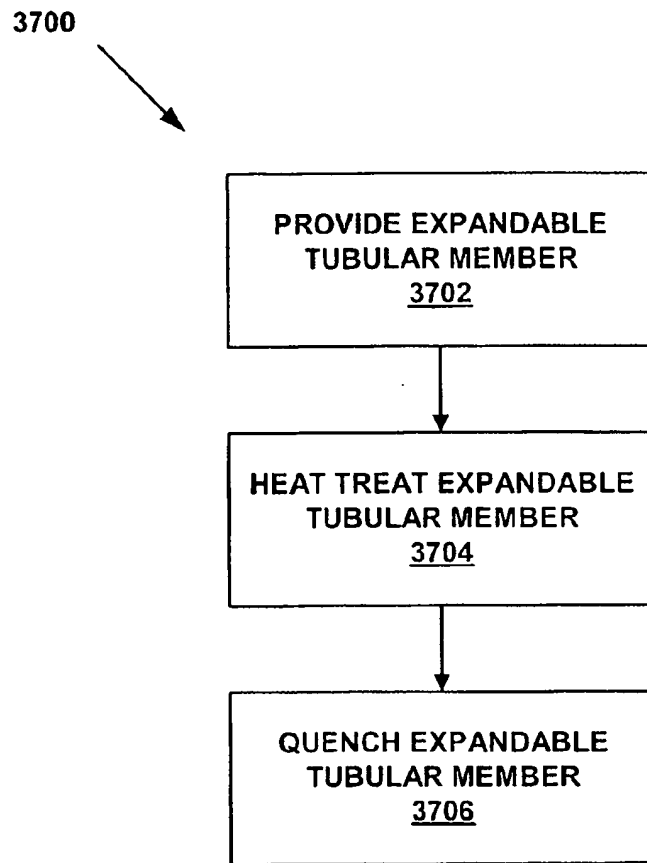 3700
PROVIDE EXPANDABLE
TUBULAR MEMBER
3702
HEAT TREAT EXPANDABLE
TUBULAR MEMBER
3704
QUENCH EXPANDABLE
TUBULAR MEMBER
3706